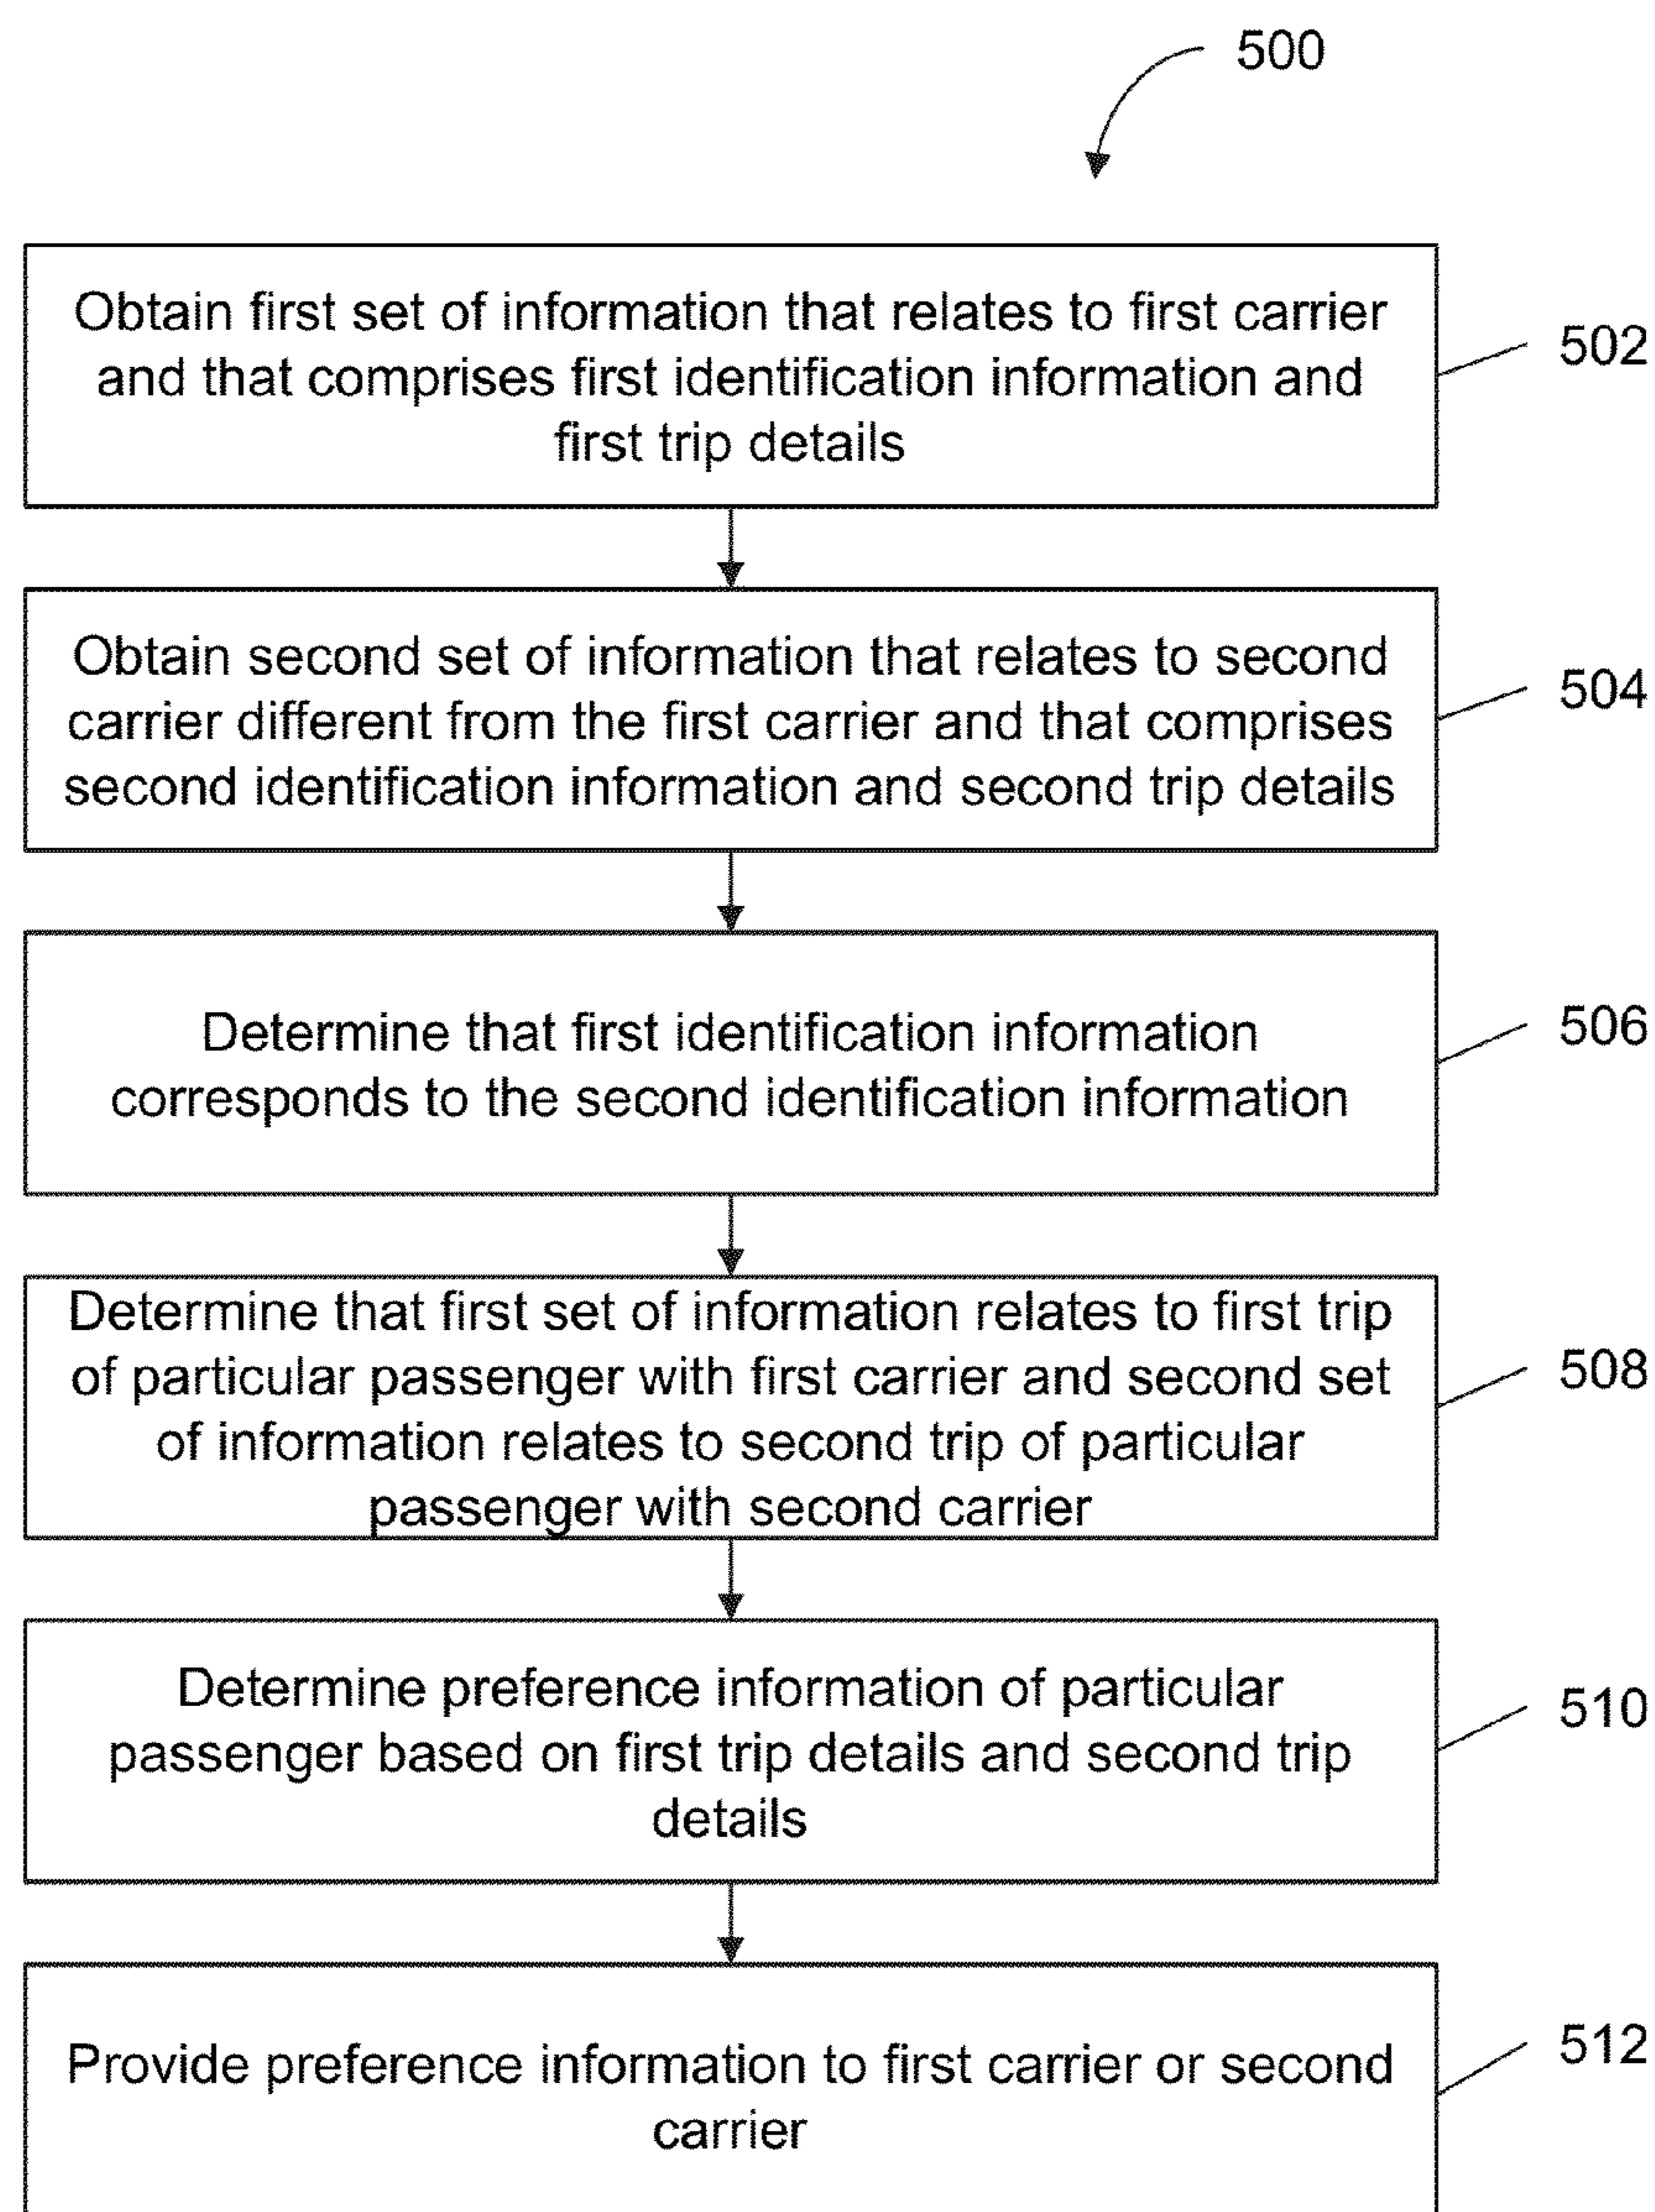 500
Obtain first set of information that relates to first carrier
and that comprises first identification information and
first trip details
502
Obtain second set of information that relates to second
carrier different from the first carrier and that comprises
second identification information and second trip details
504
Determine that first identification information
corresponds to the second identification information
506
Determine that first set of information relates to first trip
of particular passenger with first carrier and second set
of information relates to second trip of particular
passenger with second carrier
508
Determine preference information of particular
passenger based on first trip details and second trip
details
510
Provide preference information to first carrier or second
carrier
512